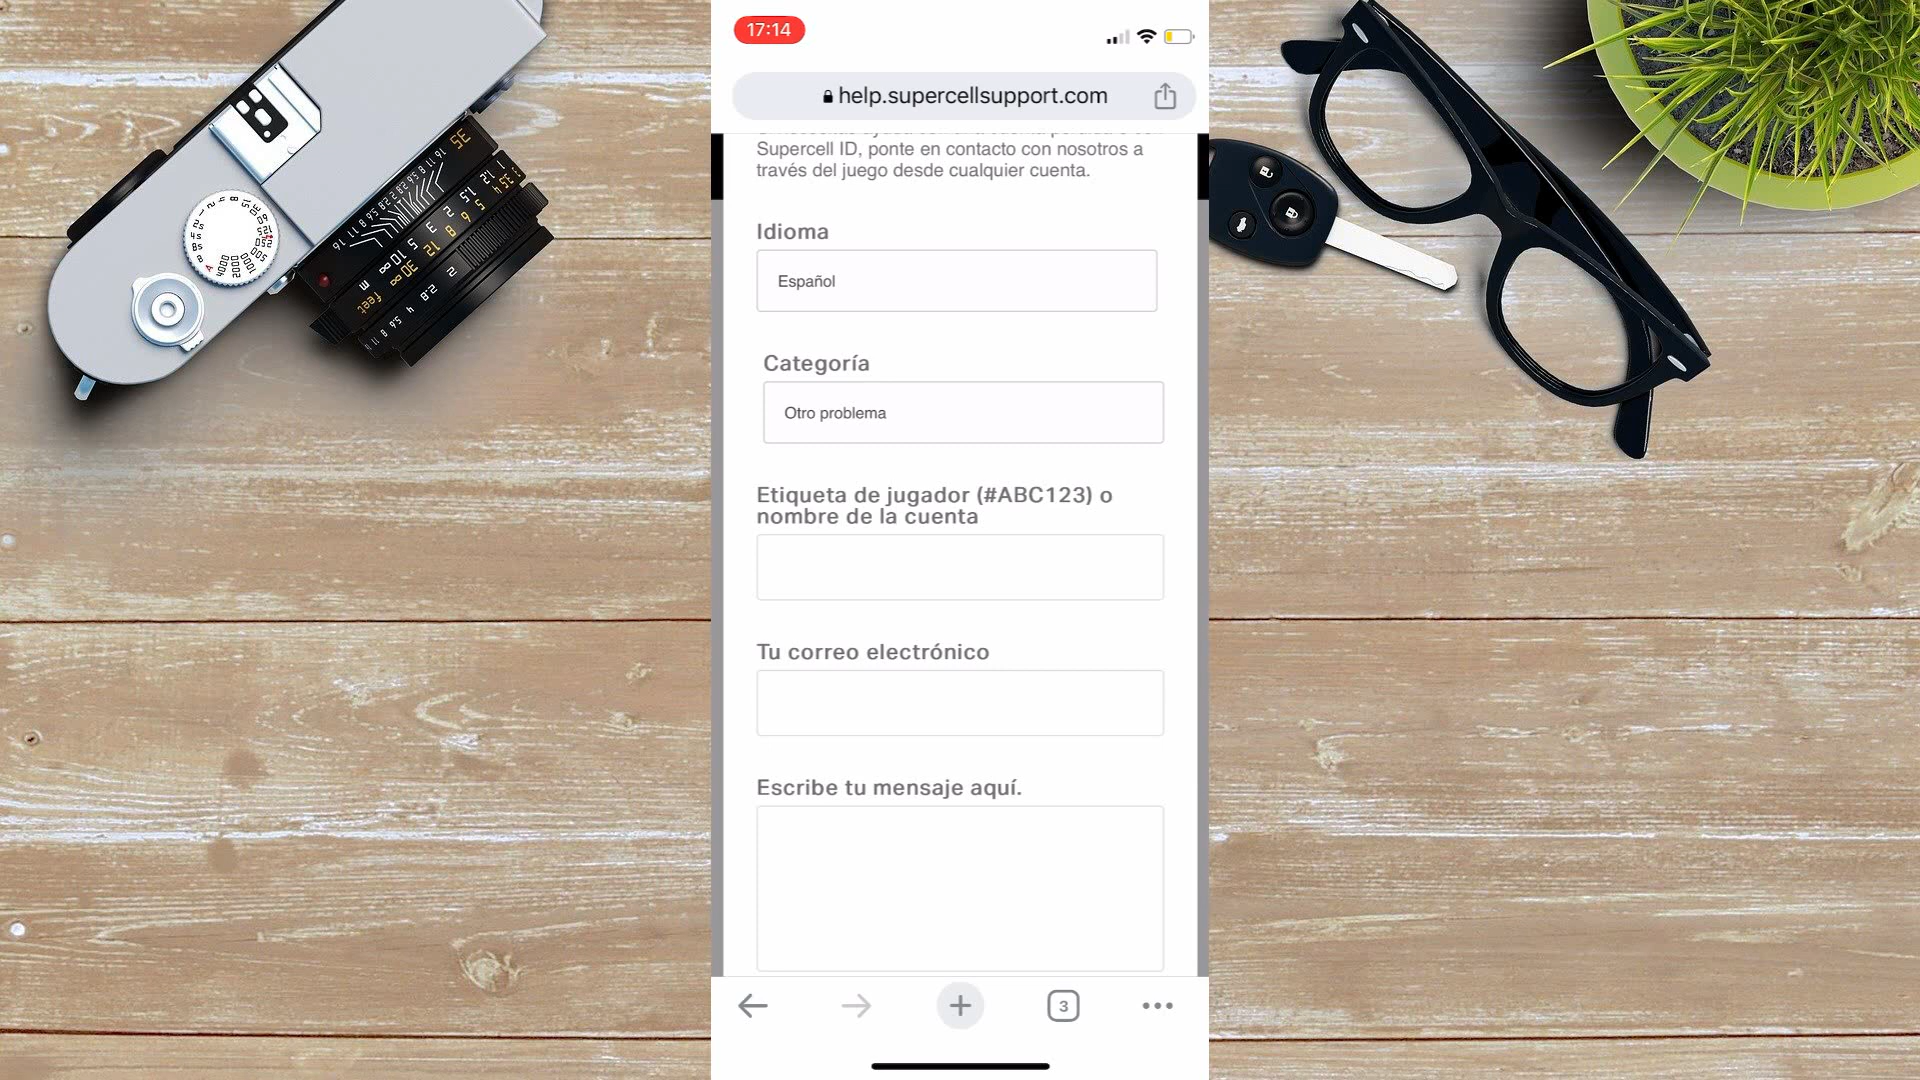 17:14
help.supercellsupport.com
Supercell ID, ponte en contacto con nosotros a
través del juego desde cualquier cuenta.
Idioma
Español
Categoría
Otro problema
Etiqueta de jugador (#ABC123) o
nombre de la cuenta
Tu correo electrónico
Escribe tu mensaje aquí.
3